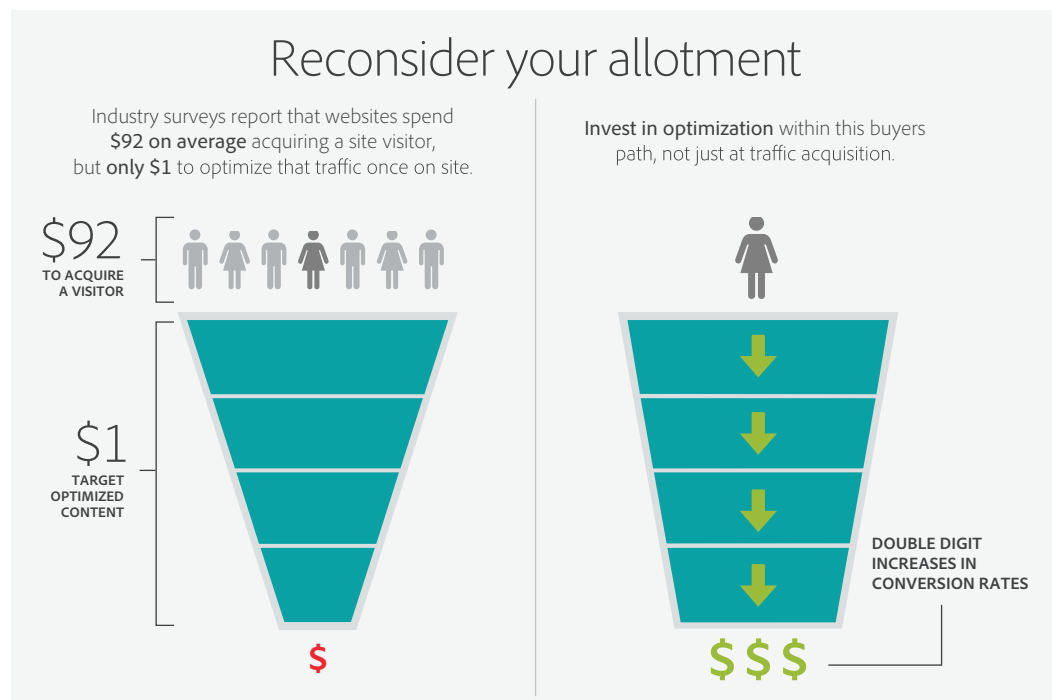 Reconsider your allotment
Industry surveys report that websites spend
$92 on average acquiring a site visitor,
but only $1 to optimize that traffic once on site.
$92
TO ACQUIRE
A VISITOR
$1
TARGET
OPTIMIZED
CONTENT
$
Invest in optimization within this buyers
path, not just at traffic acquisition.
DOUBLE DIGIT
INCREASES IN
CONVERSION RATES
$ $ $